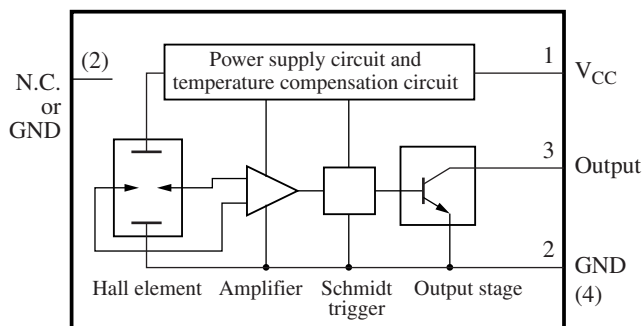 (2)
N.C.
or
GND
Power supply circuit and
temperature compensation circuit
1
VCC
3
Output
2
GND
(4)
Hall element
Amplifier
Schmidt
trigger
Output stage